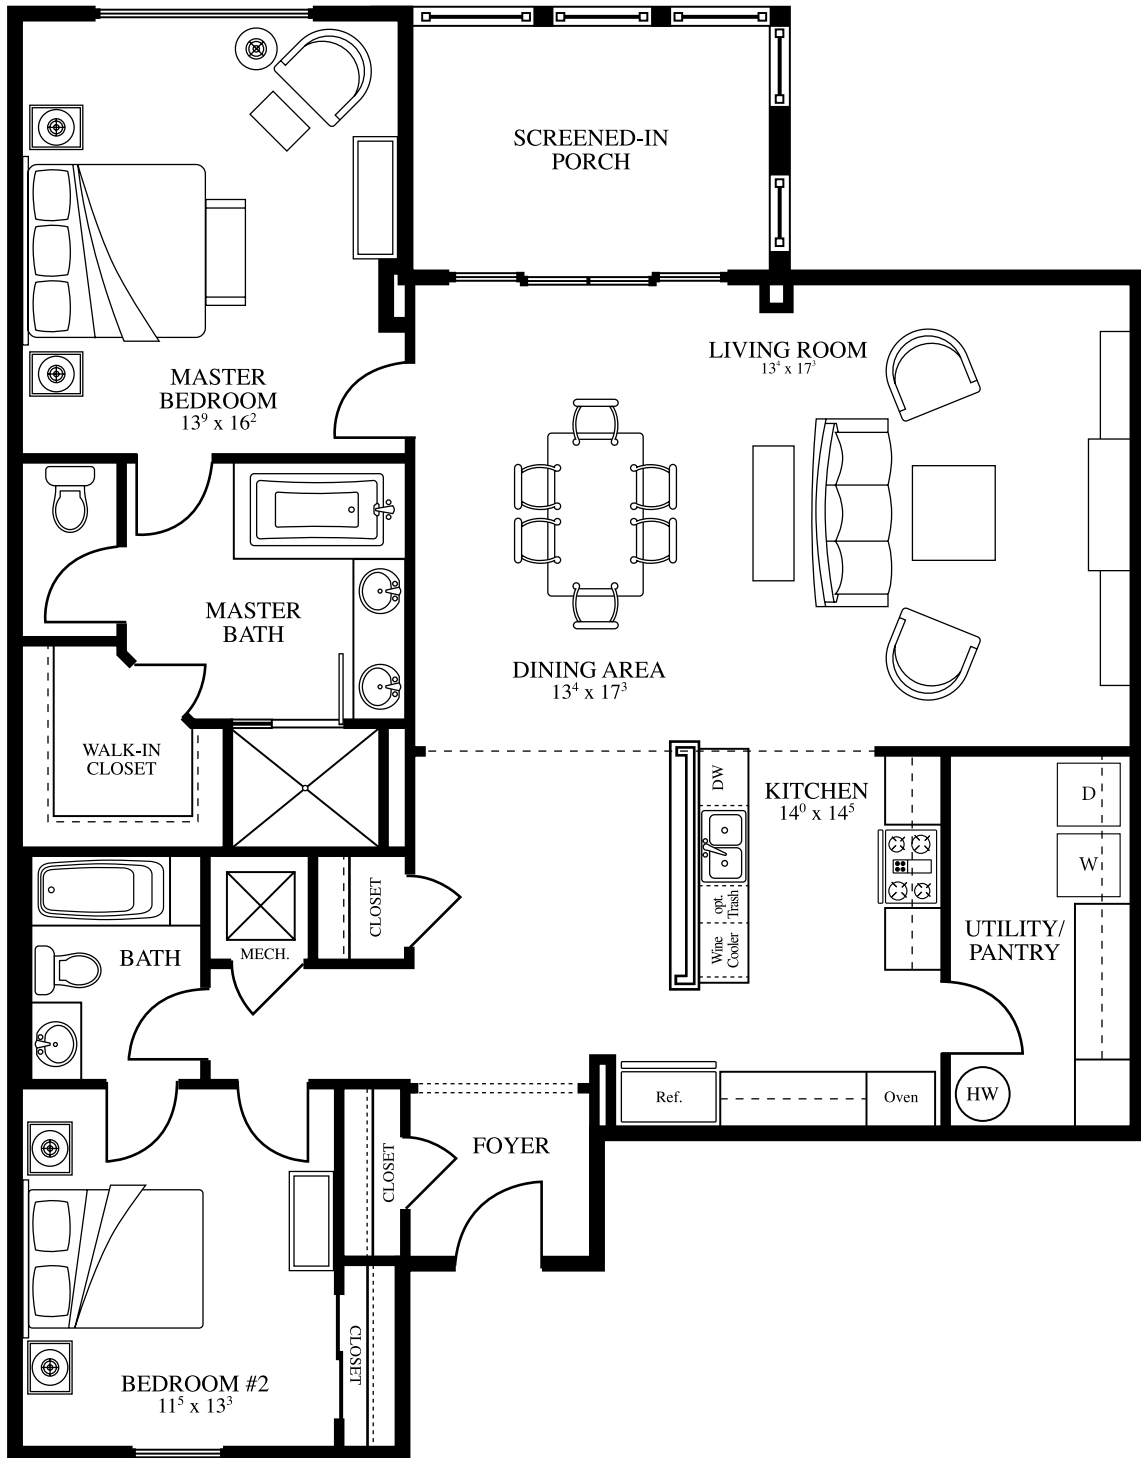 SCREENED-IN
PORCH
LIVING ROOM
13⁴ x 17³
MASTER
BEDROOM
13⁹ x 16²
MASTER
BATH
DINING AREA
13⁴ x 17³
WALK-IN
CLOSET
DW
KITCHEN
14⁰ x 14⁵
D
W
CLOSET
opt.
Trash
Wine
Cooler
UTILITY/
PANTRY
BATH
MECH.
Ref.
Oven
HW
FOYER
CLOSET
CLOSET
BEDROOM #2
11⁵ x 13³